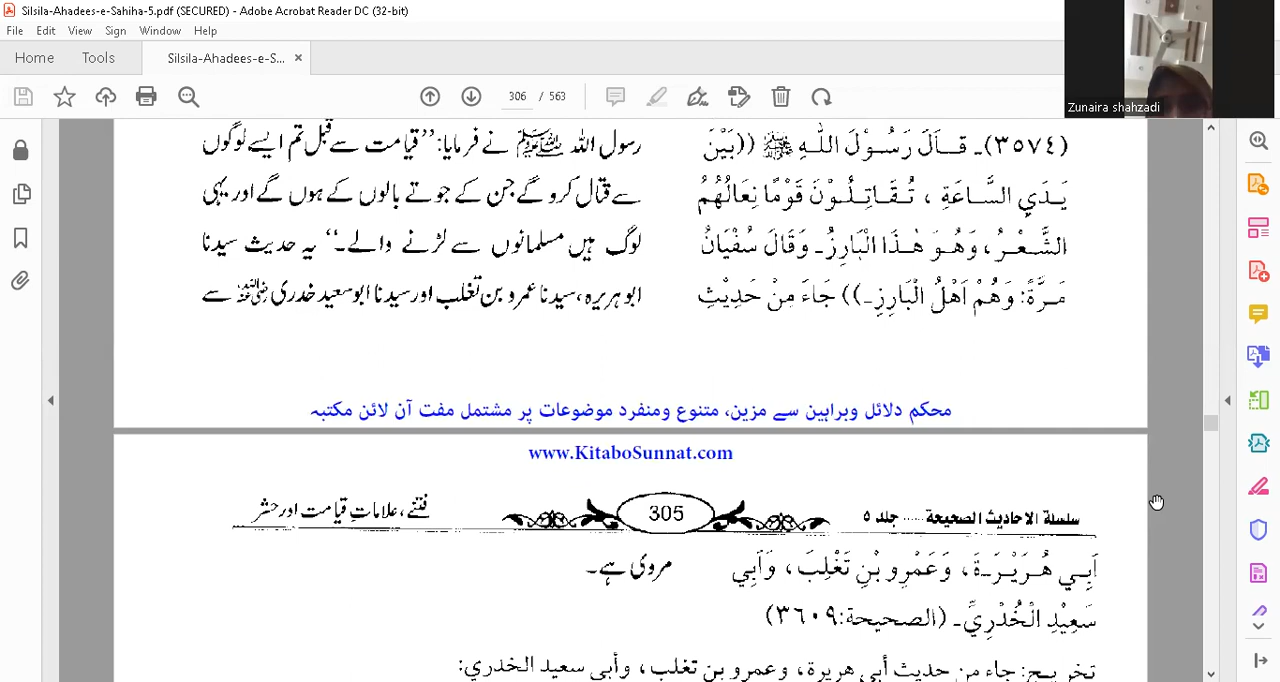 Silsila-Ahadees-e-Sahiha-5.pdf (SECURED) - Adobe Acrobat Reader DC (32-bit)
File Edit View Sign Window Help
Home Tools Silsila-Ahadees-e-S... ×
306 / 563
Zunaira shahzadi
(٣٥٧٤)۔ قَالَ رَسُوْلَ اللّٰهِ ﷺ ((بَيْنَ
يَدَيِ السَّاعَةِ ، تُقَاتِلُوْنَ قَوْمًا نِعَالُهُمُ
الشَّعْرُ، وَهُوَ هٰذَا الْبَارِزُ۔ وَقَالَ سُفْيَانُ
مَرَّةً: وَهُمْ اَهْلُ الْبَارِزِ۔)) جَاءَ مِنْ حَدِيْثِ
رسول اللہ ﷺ نے فرمایا: ’’قیامت سے قبل تم ایسے لوگوں
سے قتال کرو گے جن کے جوتے بالوں کے ہوں گے اور یہی
لوگ ہیں مسلمانوں سے لڑنے والے۔‘‘ یہ حدیث سیدنا
ابو ہریرہ، سیدنا عمرو بن تغلب اور سیدنا ابو سعید خدری رضی اللہ عنہ سے
محکم دلائل وبراہین سے مزین، متنوع ومنفرد موضوعات پر مشتمل مفت آن لائن مکتبہ
www.KitaboSunnat.com
سلسلة الاحاديث الصحيحة ..... جلد ٥ 305 فتنے، علامات قیامت اور حشر
اَبِي هُرَيْرَةَ، وَعَمْرِو بْنِ تَغْلِبَ، وَاَبِي
سَعِيْدِ الْخُدْرِيِّ۔ (الصحيحة:٣٦٠٩)
مروی ہے۔
تخريج: جاء من حديث أبي هريرة، وعمرو بن تغلب، وأبي سعيد الخدري: